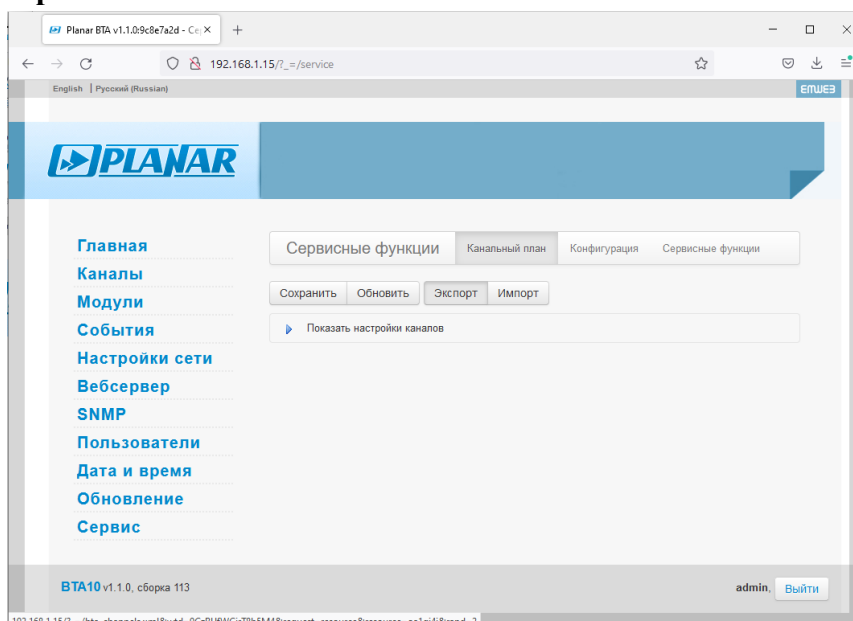 Planar BTA v1.1.0:9c8e7a2d - Се
192.168.1.15/?_=/service
English | Русский (Russian)
EMWEB
PLANAR
Главная
Каналы
Модули
События
Настройки сети
Вебсервер
SNMP
Пользователи
Дата и время
Обновление
Сервис
Сервисные функции
Канальный план
Конфигурация
Сервисные функции
Сохранить
Обновить
Экспорт
Импорт
Показать настройки каналов
BTA10 v1.1.0, сборка 113
admin, Выйти